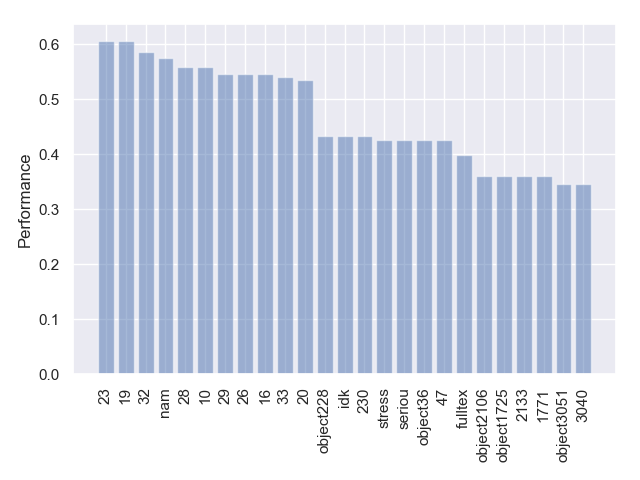 Performance
0.6
0.5
0.4
0.3
0.2
0.1
0.0
23
19
32
nam
28
10
29
26
16
33
20
object228
idk
230
stress
seriou
object36
47
fulltex
object2106
object1725
2133
1771
object3051
3040